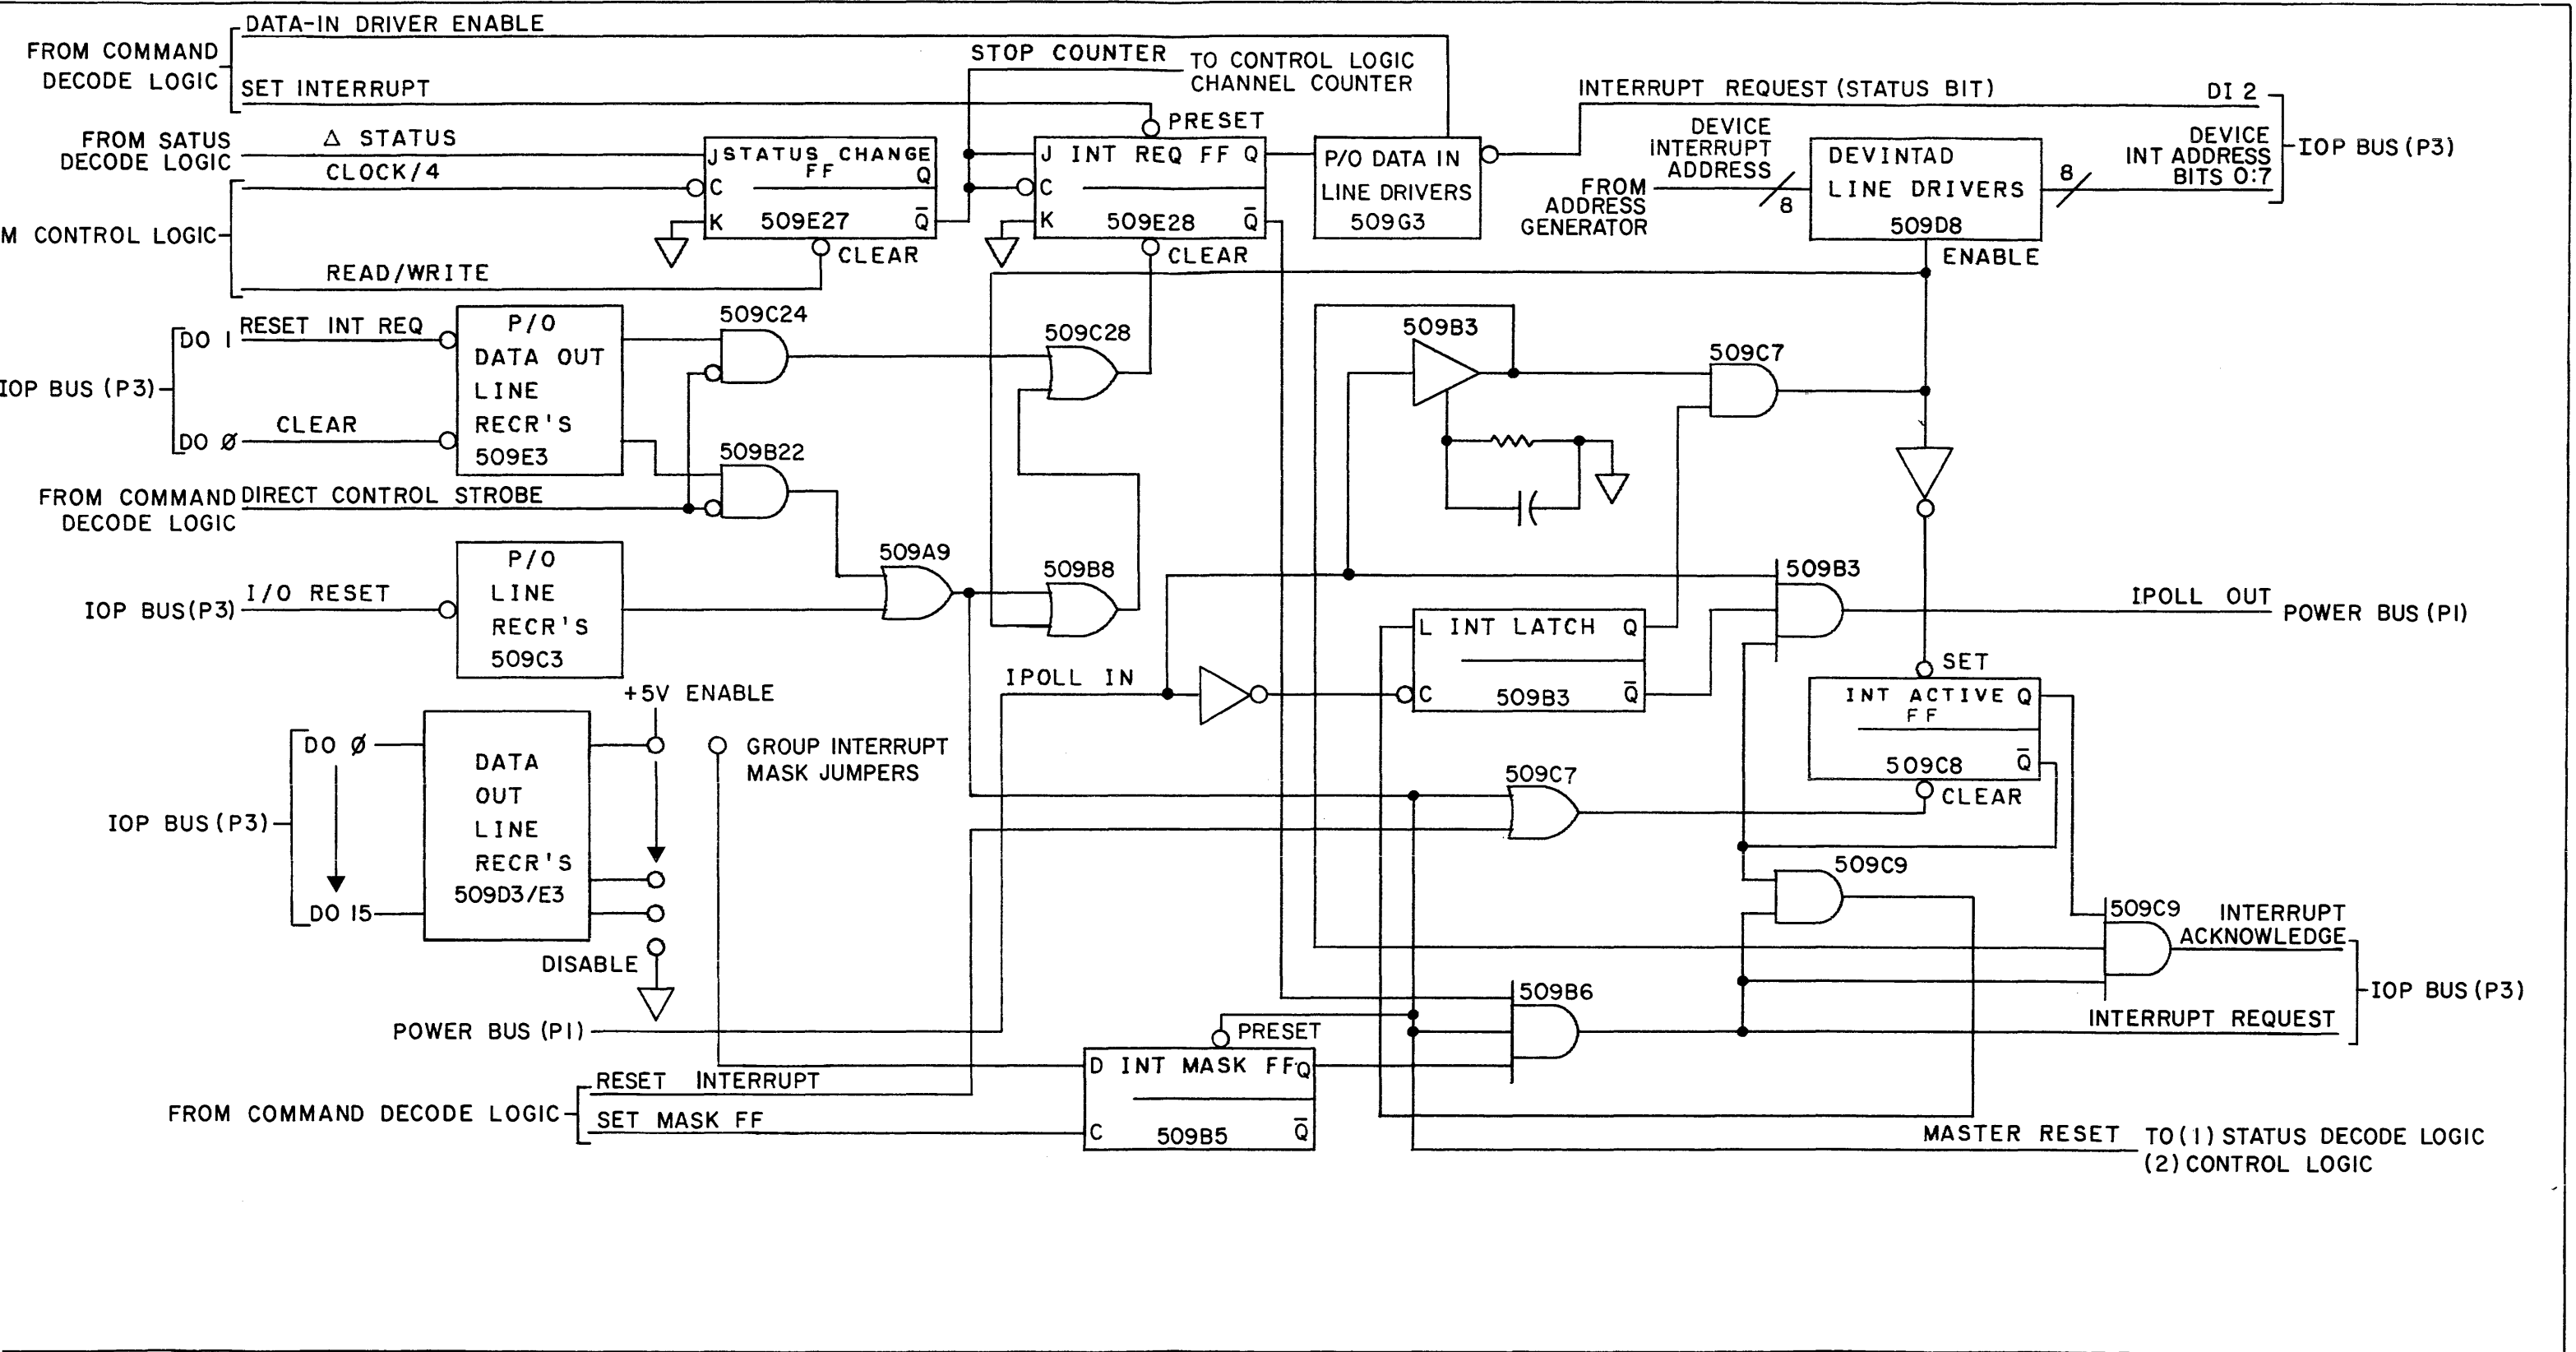 DATA-IN DRIVER ENABLE
FROM COMMAND
DECODE LOGIC
SET INTERRUPT
STOP COUNTER
TO CONTROL LOGIC
CHANNEL COUNTER
INTERRUPT REQUEST (STATUS BIT)
DI 2
FROM SATUS
DECODE LOGIC
Δ STATUS
CLOCK/4
M CONTROL LOGIC
READ/WRITE
J STATUS CHANGE
FF Q
C
K 509E27 Q̅
CLEAR
PRESET
J INT REQ FF Q
C
K 509E28 Q̅
CLEAR
P/O DATA IN
LINE DRIVERS
509G3
DEVICE
INTERRUPT
ADDRESS
FROM
ADDRESS
GENERATOR
8
DEVINTAD
LINE DRIVERS
509D8
ENABLE
8
DEVICE
INT ADDRESS
BITS 0:7
IOP BUS (P3)
IOP BUS (P3)
DO 1
RESET INT REQ
DO Ø
CLEAR
P/O
DATA OUT
LINE
RECR'S
509E3
509C24
509B22
509C28
509B3
509C7
FROM COMMAND
DECODE LOGIC
DIRECT CONTROL STROBE
IOP BUS(P3)
I/O RESET
P/O
LINE
RECR'S
509C3
509A9
509B8
509B3
IPOLL OUT
POWER BUS (P1)
IPOLL IN
L INT LATCH Q
C 509B3 Q̅
SET
INT ACTIVE Q
FF
509C8 Q̅
CLEAR
+5V ENABLE
GROUP INTERRUPT
MASK JUMPERS
IOP BUS (P3)
DO Ø
DO 15
DATA
OUT
LINE
RECR'S
509D3/E3
DISABLE
509C7
509C9
509C9
INTERRUPT
ACKNOWLEDGE
IOP BUS (P3)
INTERRUPT REQUEST
509B6
POWER BUS (P1)
PRESET
D INT MASK FF Q
C 509B5 Q̅
FROM COMMAND DECODE LOGIC
RESET INTERRUPT
SET MASK FF
MASTER RESET
TO (1) STATUS DECODE LOGIC
(2) CONTROL LOGIC